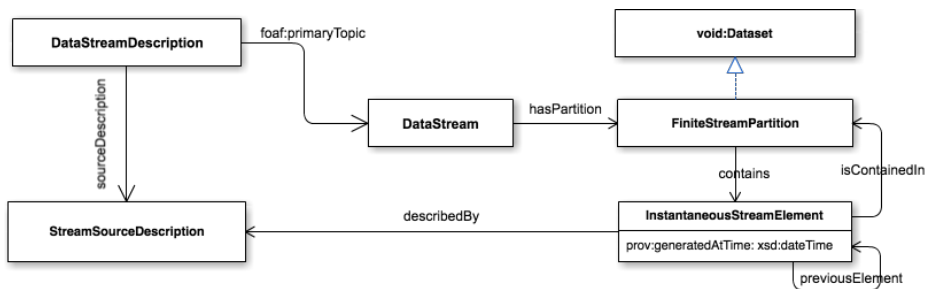 DataStreamDescription
foaf:primaryTopic
void:Dataset
sourceDescription
DataStream
hasPartition
FiniteStreamPartition
contains
isContainedIn
StreamSourceDescription
describedBy
InstantaneousStreamElement
prov:generatedAtTime: xsd:dateTime
previousElement